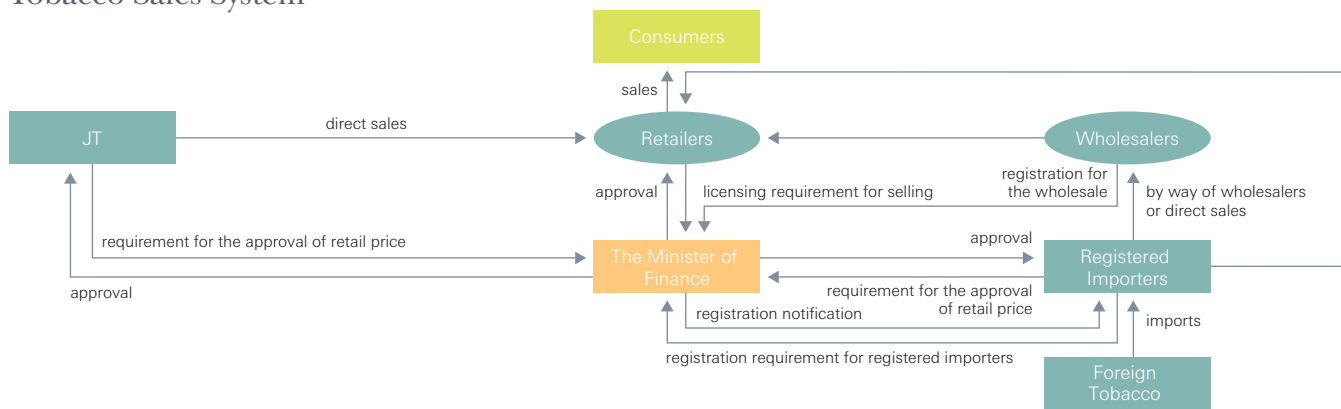 Tobacco Sales System
Consumers
sales
JT
direct sales
Retailers
Wholesalers
approval
licensing requirement for selling
registration for
the wholesale
by way of wholesalers
or direct sales
requirement for the approval of retail price
approval
The Minister of
Finance
approval
Registered
Importers
requirement for the approval
of retail price
registration notification
imports
registration requirement for registered importers
Foreign
Tobacco